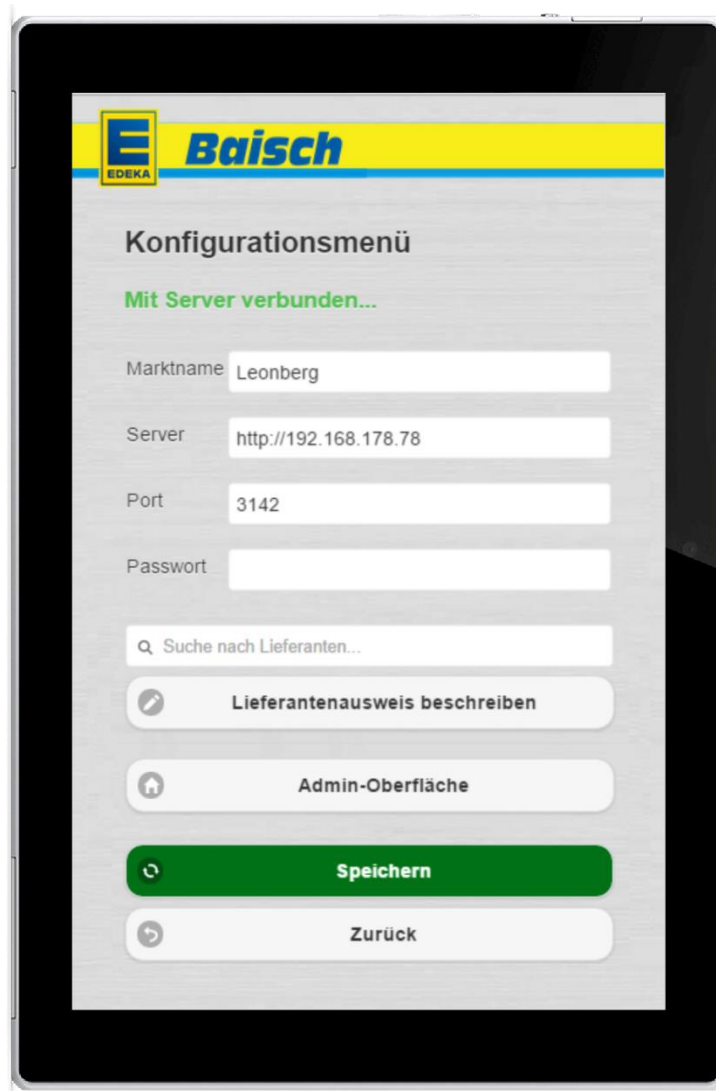 E
EDEKA
Baisch
Konfigurationsmenü
Mit Server verbunden...
Marktname Leonberg
Server http://192.168.178.78
Port 3142
Passwort
Suche nach Lieferanten...
Lieferantenausweis beschreiben
Admin-Oberfläche
Speichern
Zurück